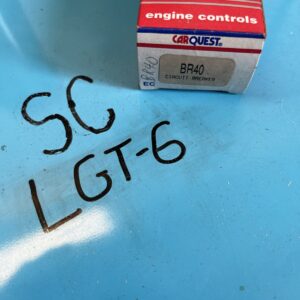 engine controls
CARQUEST®
BR40
CIRCUIT BREAKER
SC
LGT-6